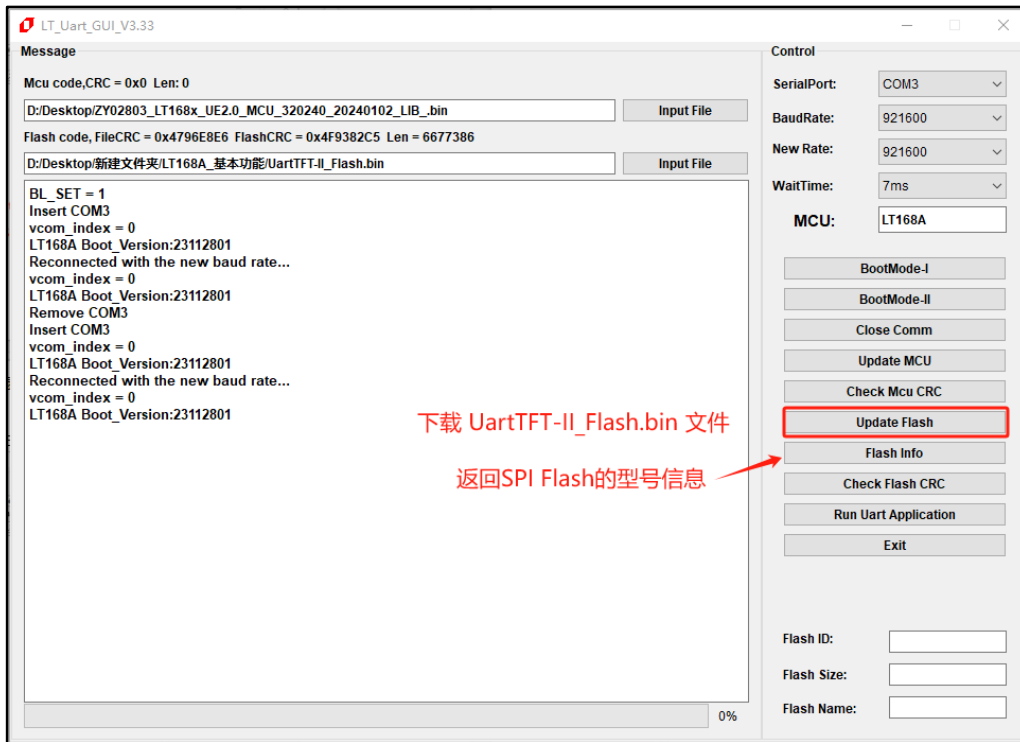 LT_Uart_GUI_V3.33
Message
Mcu code,CRC = 0x0 Len: 0
D:/Desktop/ZY02803_LT168x_UE2.0_MCU_320240_20240102_LIB_.bin
Input File
Flash code, FileCRC = 0x4796E8E6 FlashCRC = 0x4F9382C5 Len = 6677386
D:/Desktop/新建文件夹/LT168A_基本功能/UartTFT-II_Flash.bin
Input File
BL_SET = 1
Insert COM3
vcom_index = 0
LT168A Boot_Version:23112801
Reconnected with the new baud rate...
vcom_index = 0
LT168A Boot_Version:23112801
Remove COM3
Insert COM3
vcom_index = 0
LT168A Boot_Version:23112801
Reconnected with the new baud rate...
vcom_index = 0
LT168A Boot_Version:23112801
下载 UartTFT-II_Flash.bin 文件
返回SPI Flash的型号信息
0%
Control
SerialPort: COM3
BaudRate: 921600
New Rate: 921600
WaitTime: 7ms
MCU: LT168A
BootMode-I
BootMode-II
Close Comm
Update MCU
Check Mcu CRC
Update Flash
Flash Info
Check Flash CRC
Run Uart Application
Exit
Flash ID:
Flash Size:
Flash Name: